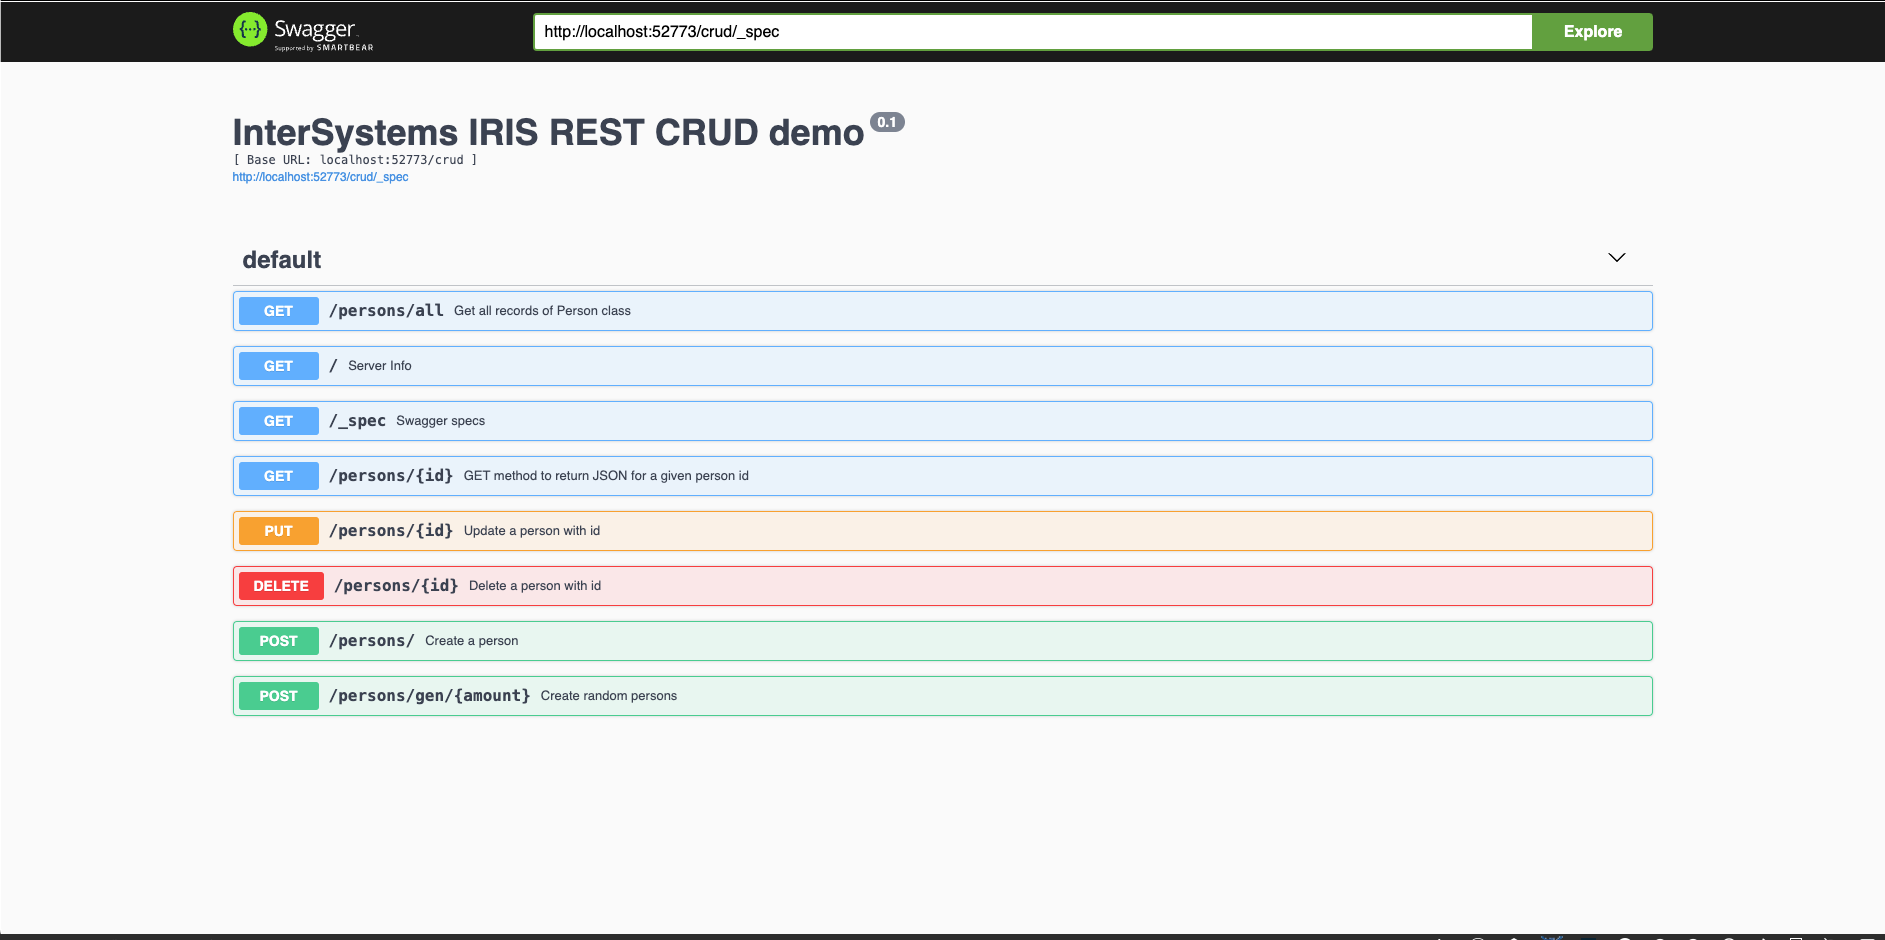 Swagger
Supported by SMARTBEAR
http://localhost:52773/crud/_spec
Explore
InterSystems IRIS REST CRUD demo 0.1
[ Base URL: localhost:52773/crud ]
http://localhost:52773/crud/_spec
default
GET /persons/all Get all records of Person class
GET / Server Info
GET /_spec Swagger specs
GET /persons/{id} GET method to return JSON for a given person id
PUT /persons/{id} Update a person with id
DELETE /persons/{id} Delete a person with id
POST /persons/ Create a person
POST /persons/gen/{amount} Create random persons